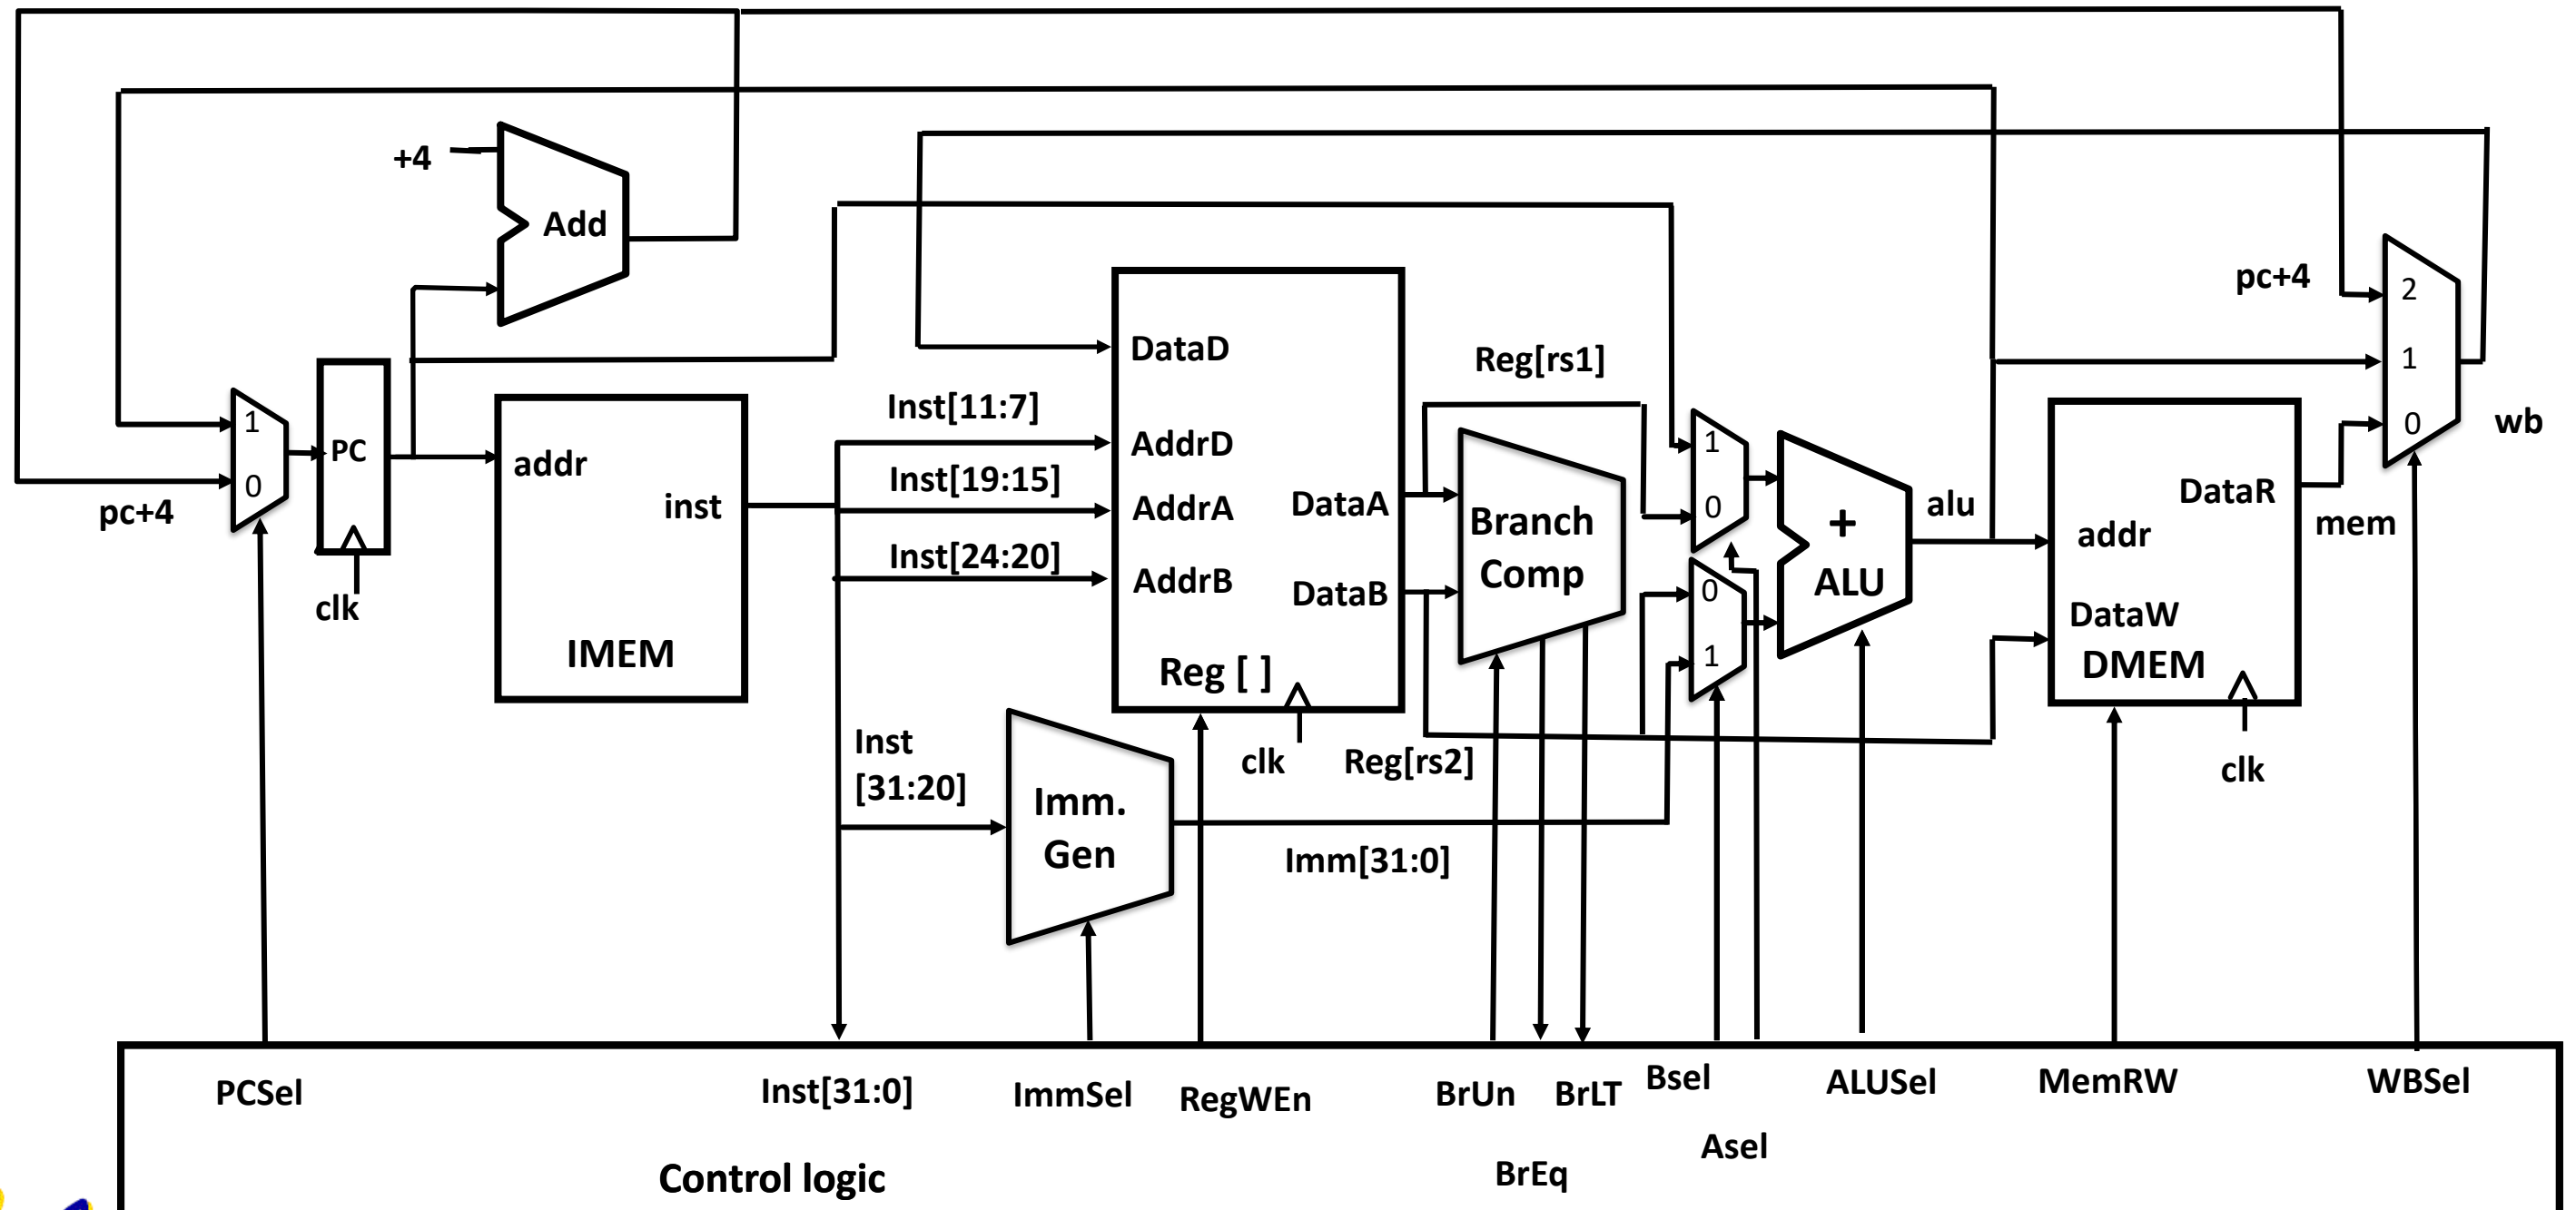 +4
Add
pc+4
2
DataD
Reg[rs1]
1
Inst[11:7]
1
PC
addr
AddrD
1
0
wb
Inst[19:15]
0
pc+4
inst
AddrA
DataA
Branch
Comp
0
+
ALU
alu
DataR
mem
addr
Inst[24:20]
AddrB
DataB
0
clk
DataW
IMEM
Reg [ ]
1
DMEM
Inst
[31:20]
clk
Reg[rs2]
clk
Imm.
Gen
Imm[31:0]
PCSel
Inst[31:0]
ImmSel
RegWEn
BrUn
BrLT
Bsel
ALUSel
MemRW
WBSel
Asel
BrEq
Control logic